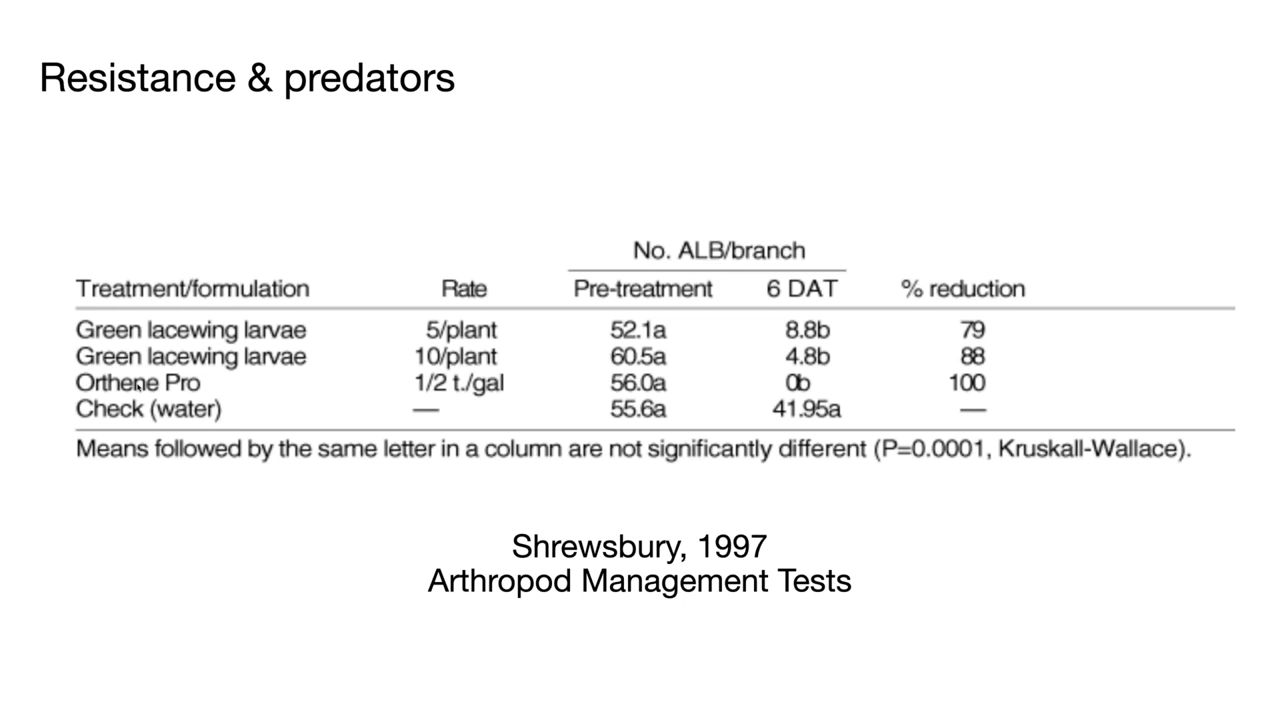 Resistance & predators
No. ALB/branch
Treatment/formulation Rate Pre-treatment 6 DAT % reduction
Green lacewing larvae 5/plant 52.1a 8.8b 79
Green lacewing larvae 10/plant 60.5a 4.8b 88
Orthene Pro 1/2 t./gal 56.0a 0b 100
Check (water) — 55.6a 41.95a —
Means followed by the same letter in a column are not significantly different (P=0.0001, Kruskall-Wallace).
Shrewsbury, 1997
Arthropod Management Tests